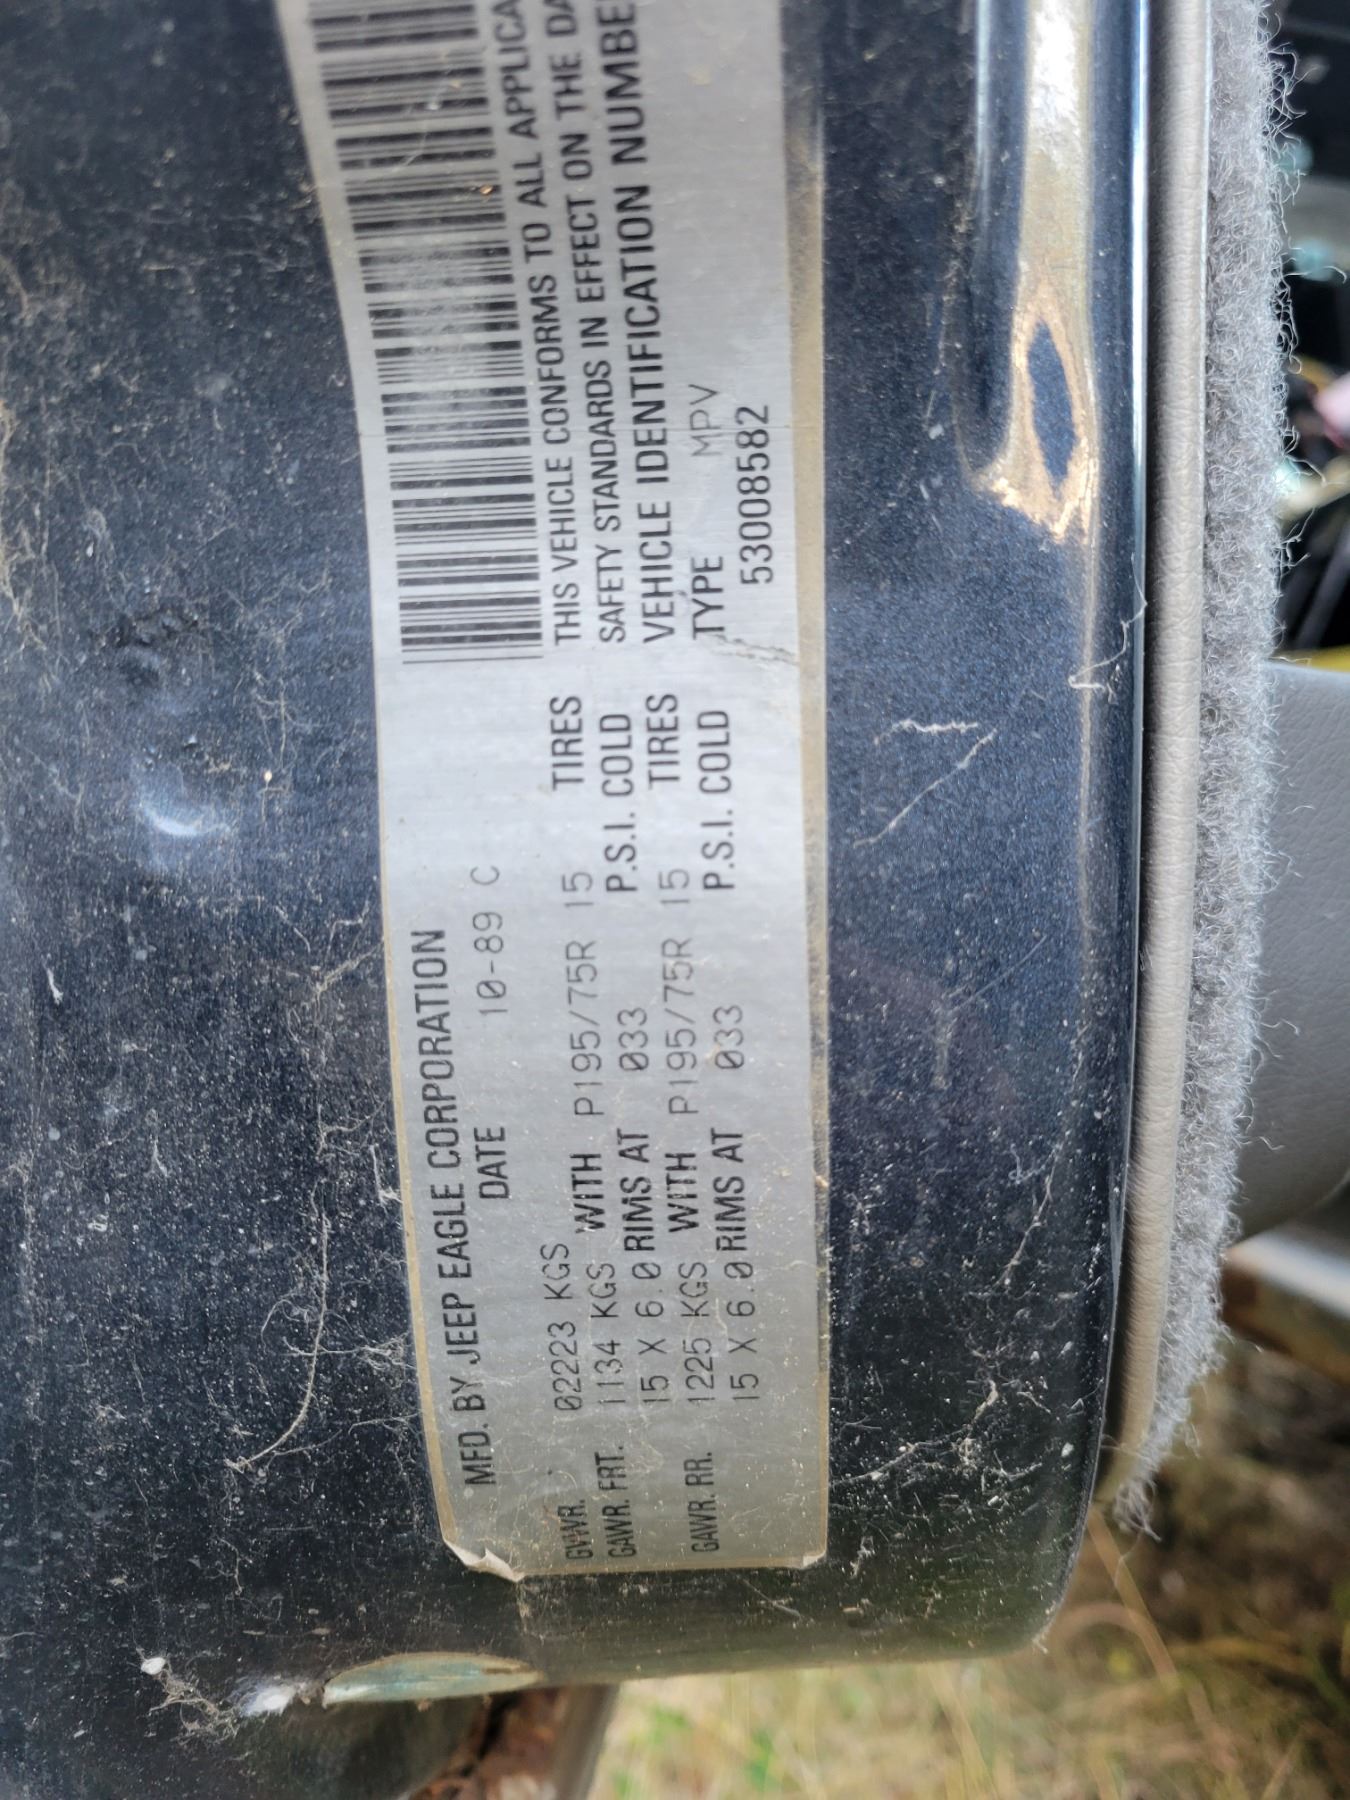 MFD. BY JEEP EAGLE CORPORATION
DATE 10-89 C
GVWR. 02223 KGS
GAWR. FRT. 1134 KGS WITH P195/75R 15 TIRES
15 X 6.0 RIMS AT 033 P.S.I. COLD
GAWR. RR. 1225 KGS WITH P195/75R 15 TIRES
15 X 6.0 RIMS AT 033 P.S.I. COLD
THIS VEHICLE CONFORMS TO ALL APPLICA
SAFETY STANDARDS IN EFFECT ON THE DA
VEHICLE IDENTIFICATION NUMBE
TYPE MPV
53008582